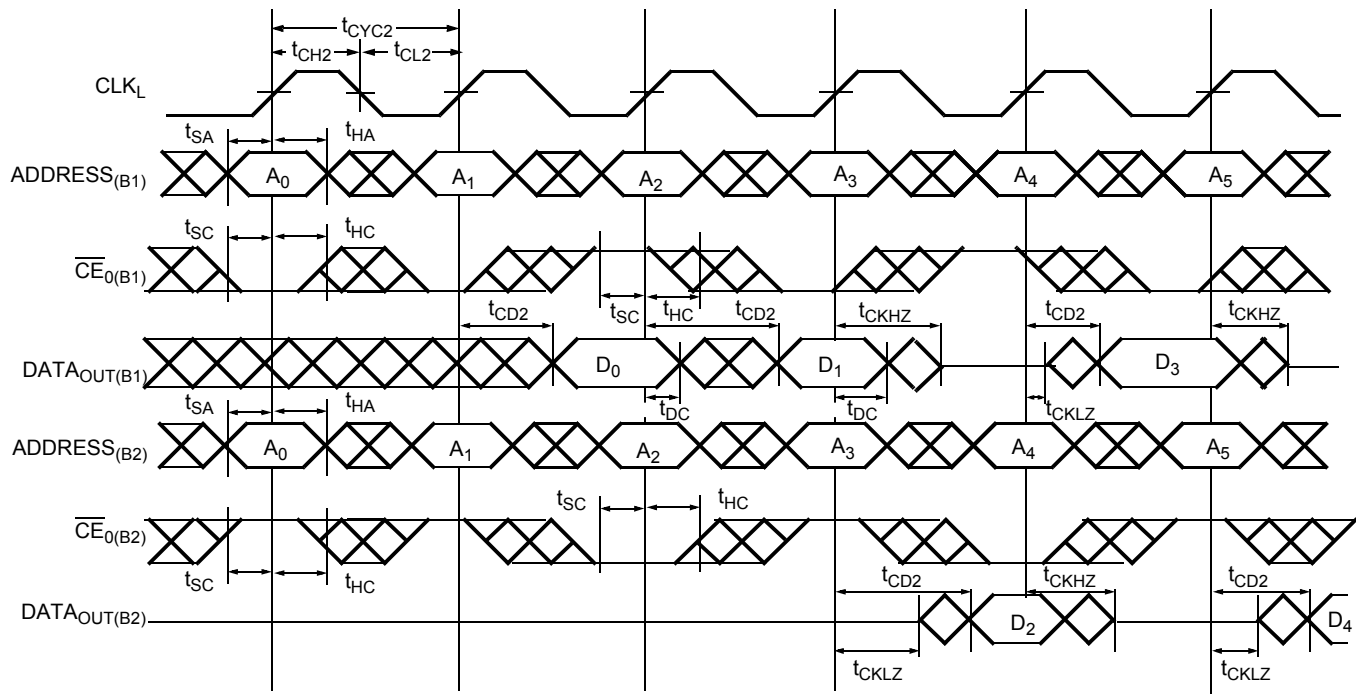 tCYC2
tCH2 tCL2
CLKL
tSA tHA
ADDRESS(B1) A0 A1 A2 A3 A4 A5
tSC tHC
CE0(B1)
tCD2 tSC tHC tCD2 tCKHZ tCD2 tCKHZ
DATAOUT(B1) D0 D1 D3
tSA tHA tDC tDC tCKLZ
ADDRESS(B2) A0 A1 A2 A3 A4 A5
tSC tHC
CE0(B2)
tSC tHC tCD2 tCKHZ tCD2
DATAOUT(B2) D2 D4
tCKLZ tCKLZ